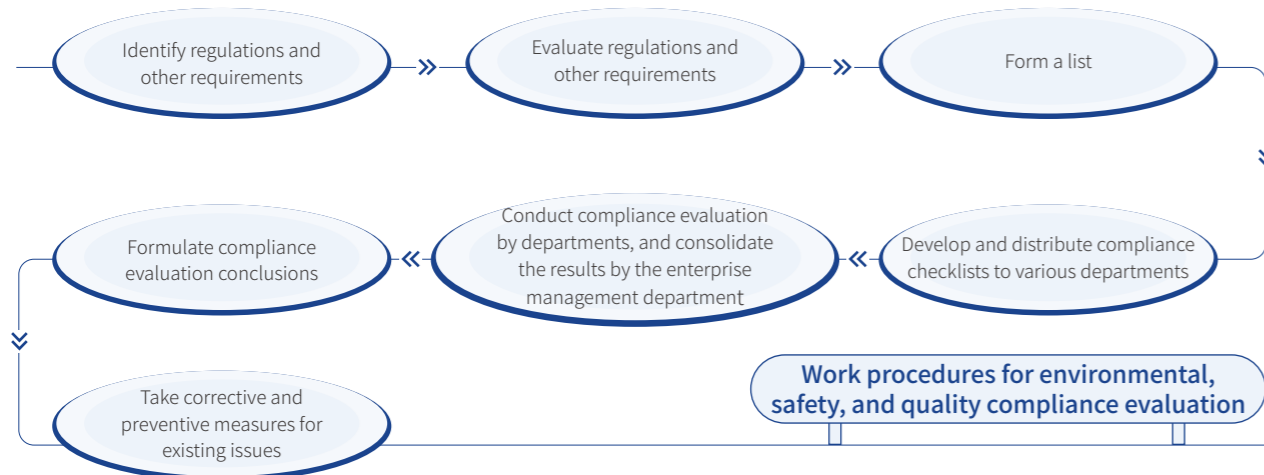 Identify regulations and
other requirements
Evaluate regulations and
other requirements
Form a list
Develop and distribute compliance
checklists to various departments
Conduct compliance evaluation
by departments, and consolidate
the results by the enterprise
management department
Formulate compliance
evaluation conclusions
Take corrective and
preventive measures for
existing issues
Work procedures for environmental,
safety, and quality compliance evaluation